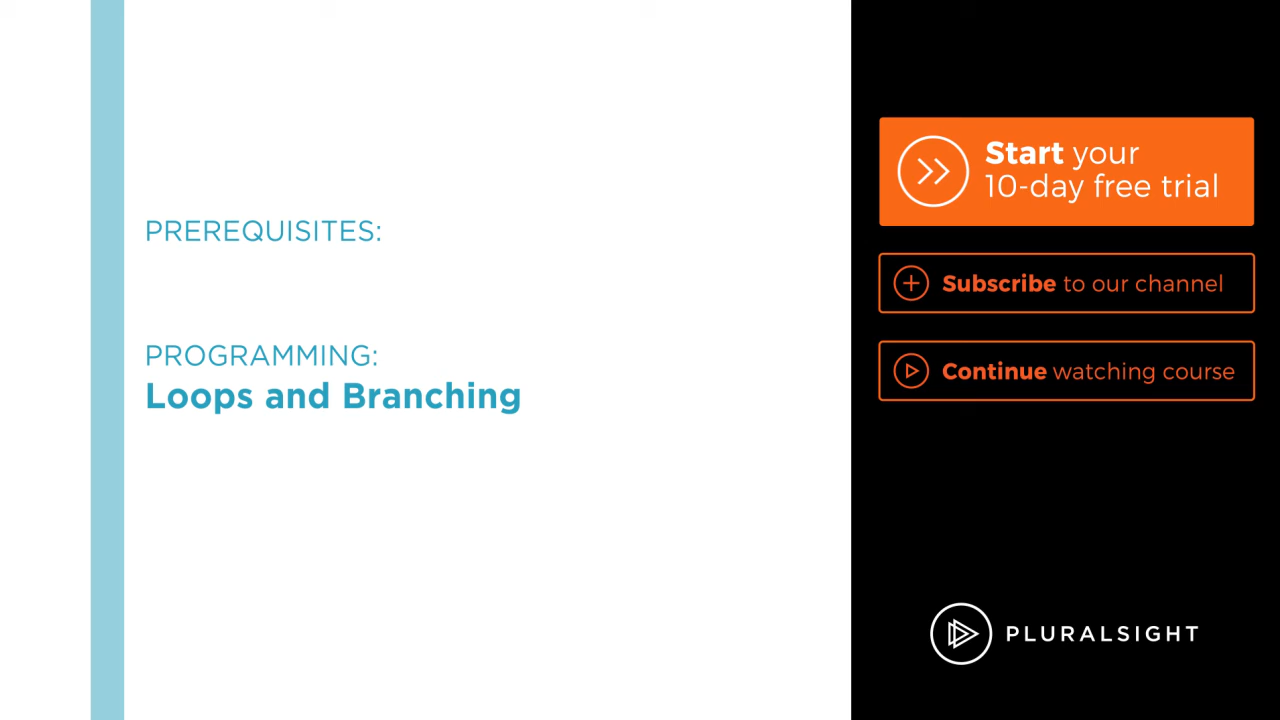 PREREQUISITES:
PROGRAMMING:
Loops and Branching
Start your
10-day free trial
Subscribe to our channel
Continue watching course
PLURALSIGHT